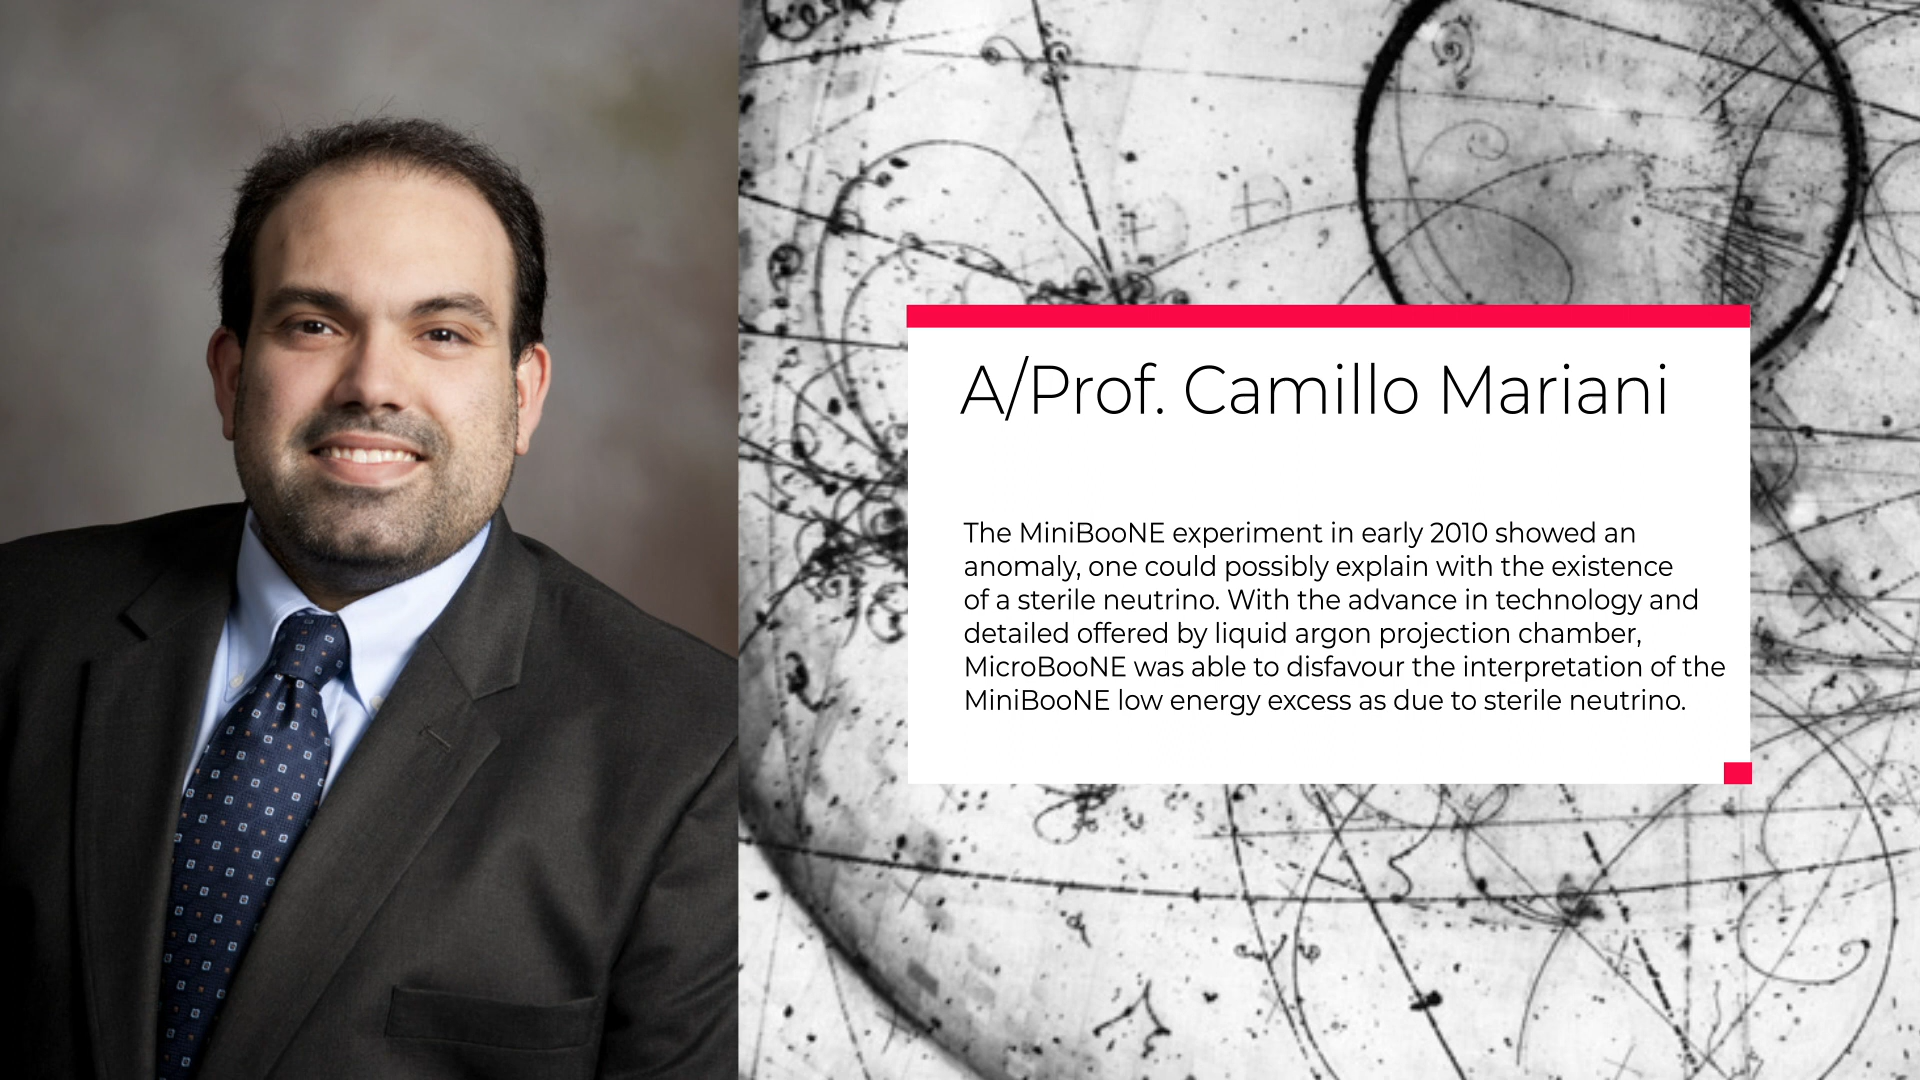 A/Prof. Camillo Mariani
The MiniBooNE experiment in early 2010 showed an
anomaly, one could possibly explain with the existence
of a sterile neutrino. With the advance in technology and
detailed offered by liquid argon projection chamber,
MicroBooNE was able to disfavour the interpretation of the
MiniBooNE low energy excess as due to sterile neutrino.